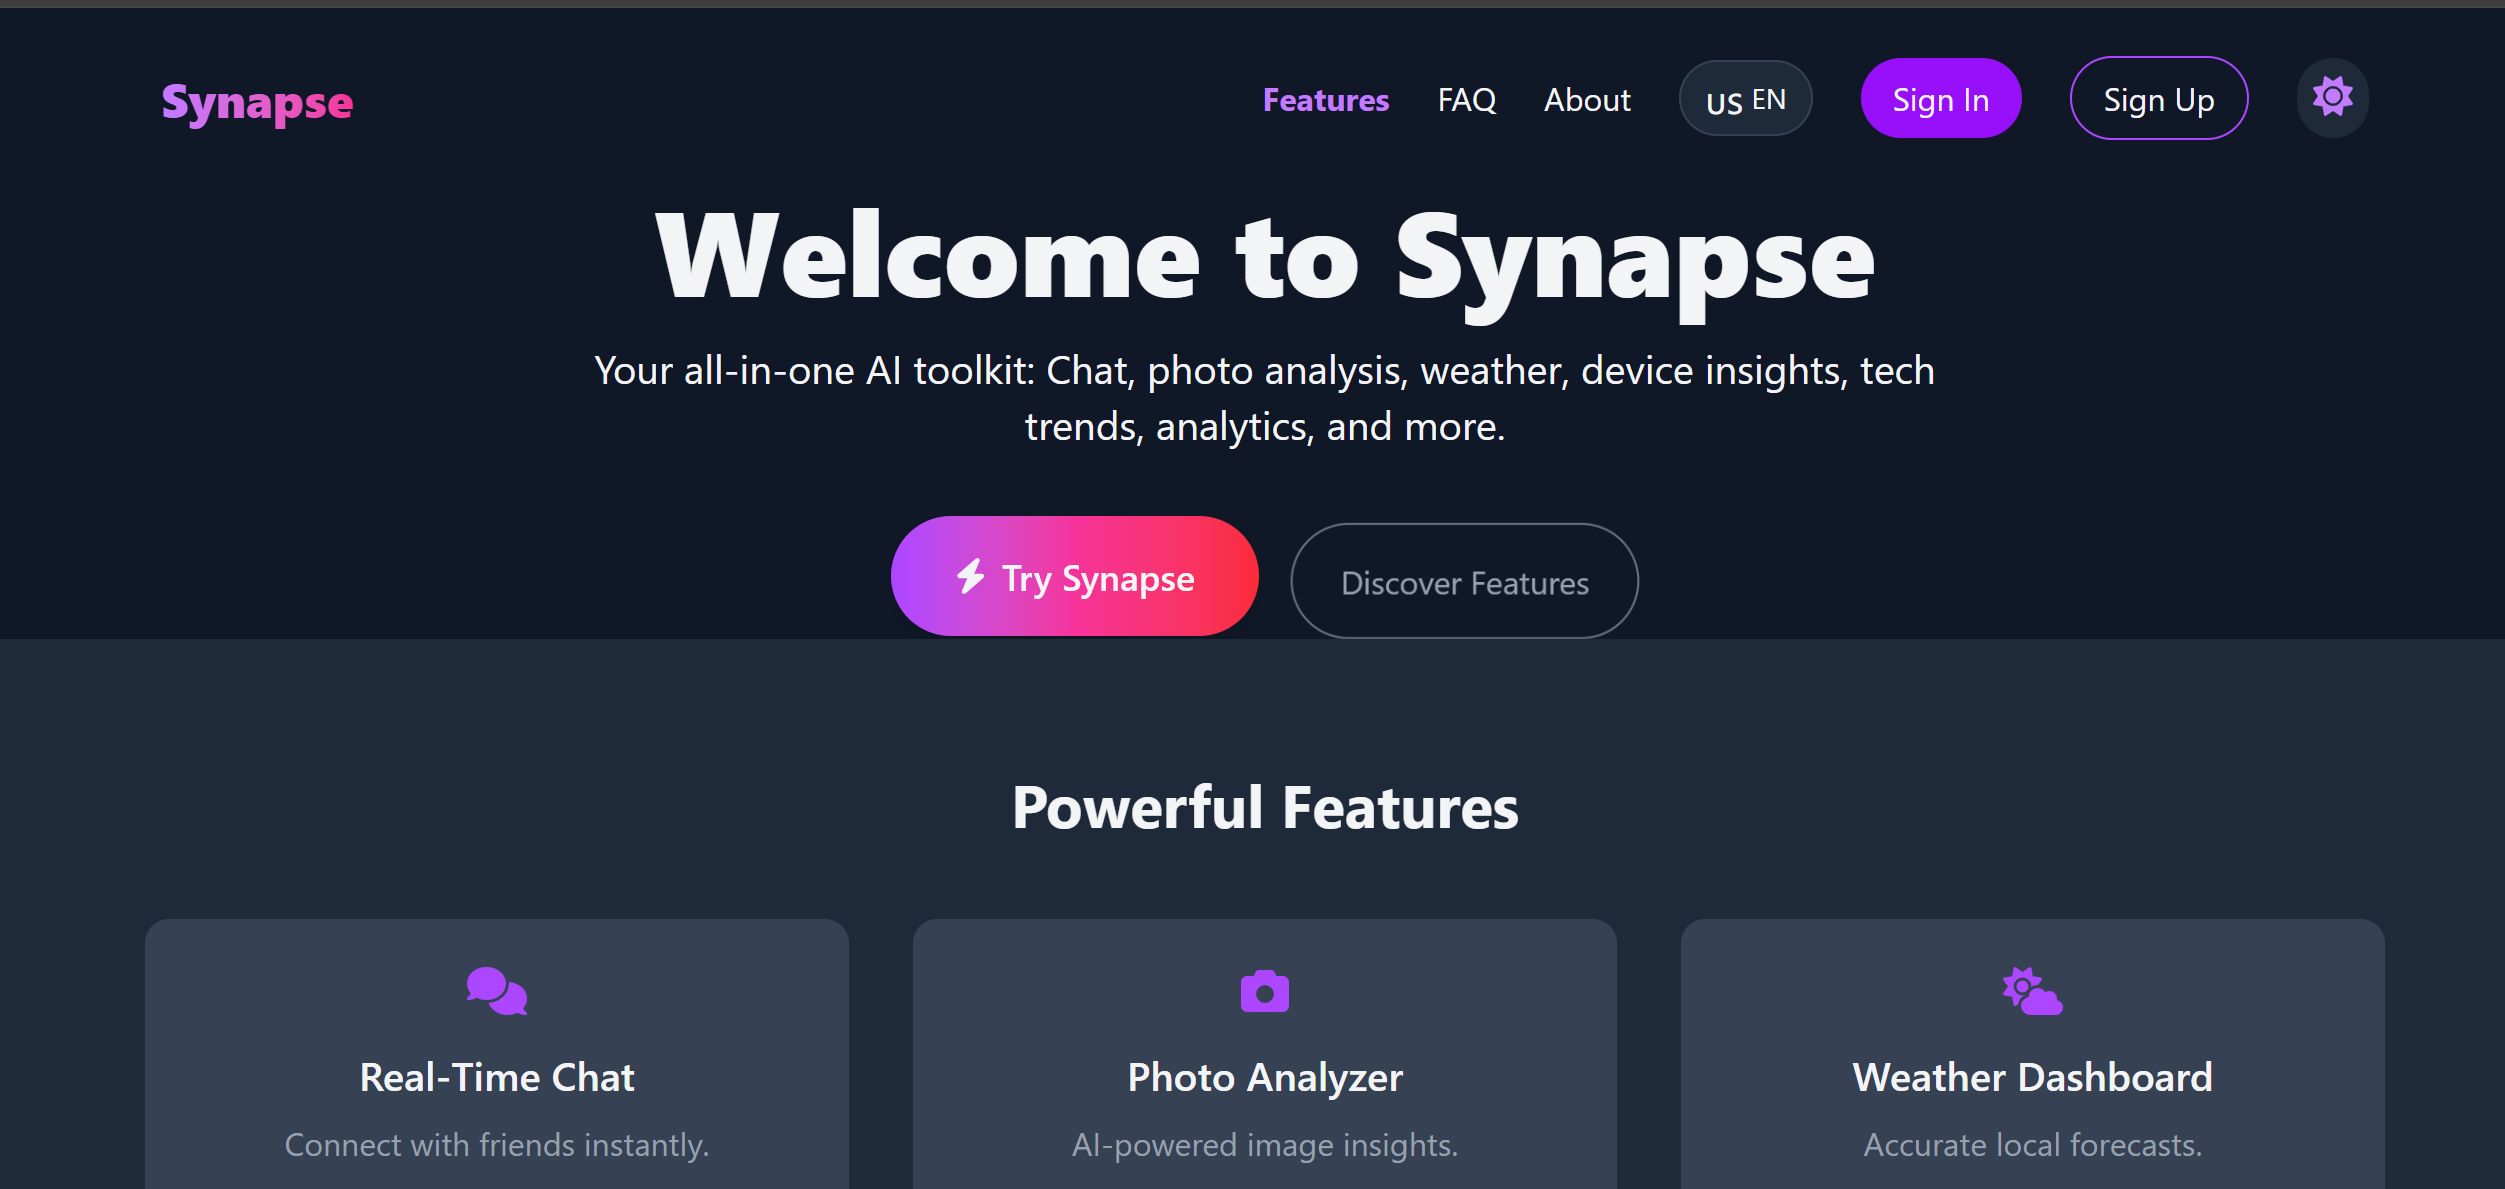 Synapse
Features
FAQ
About
US EN
Sign In
Sign Up
Welcome to Synapse
Your all-in-one AI toolkit: Chat, photo analysis, weather, device insights, tech
trends, analytics, and more.
Try Synapse
Discover Features
Powerful Features
Real-Time Chat
Connect with friends instantly.
Photo Analyzer
AI-powered image insights.
Weather Dashboard
Accurate local forecasts.